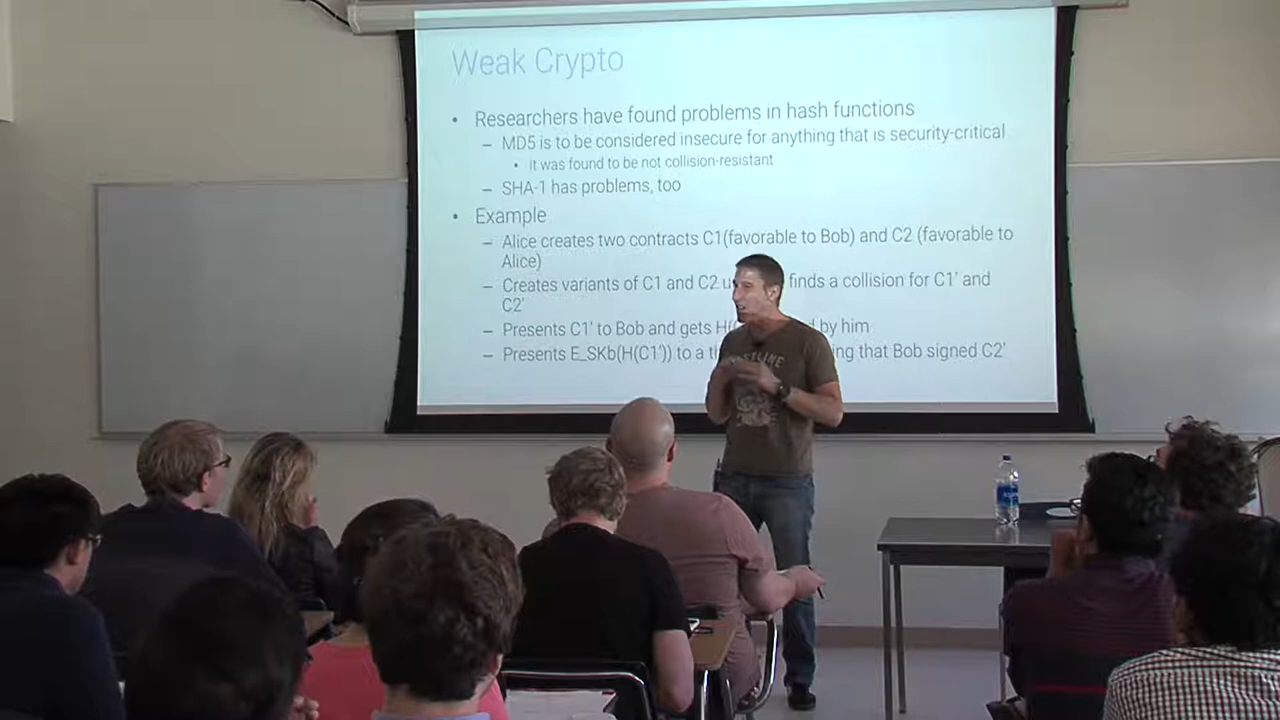 Weak Crypto
• Researchers have found problems in hash functions
– MD5 is to be considered insecure for anything that is security-critical
• It was found to be not collision-resistant
– SHA-1 has problems, too
• Example
– Alice creates two contracts C1(favorable to Bob) and C2 (favorable to
Alice)
– Creates variants of C1 and C2 finds a collision for C1' and
C2'
– Presents C1' to Bob and gets by him
– Presents E_SKb(H(C1')) to a that Bob signed C2'